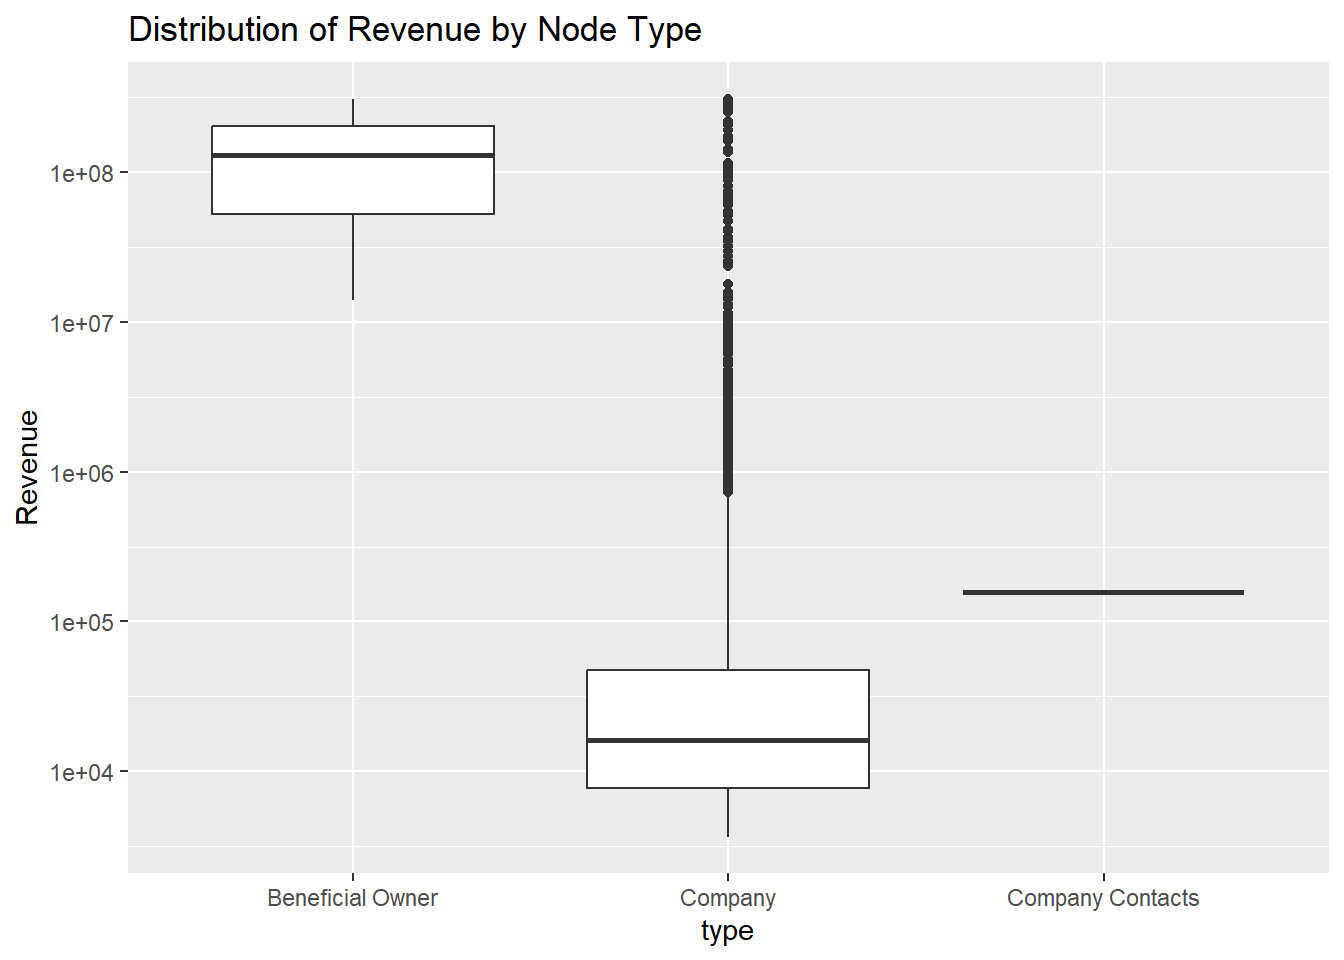 Distribution of Revenue by Node Type
1e+08
1e+07
1e+06
1e+05
1e+04
Revenue
Beneficial Owner
Company
Company Contacts
type